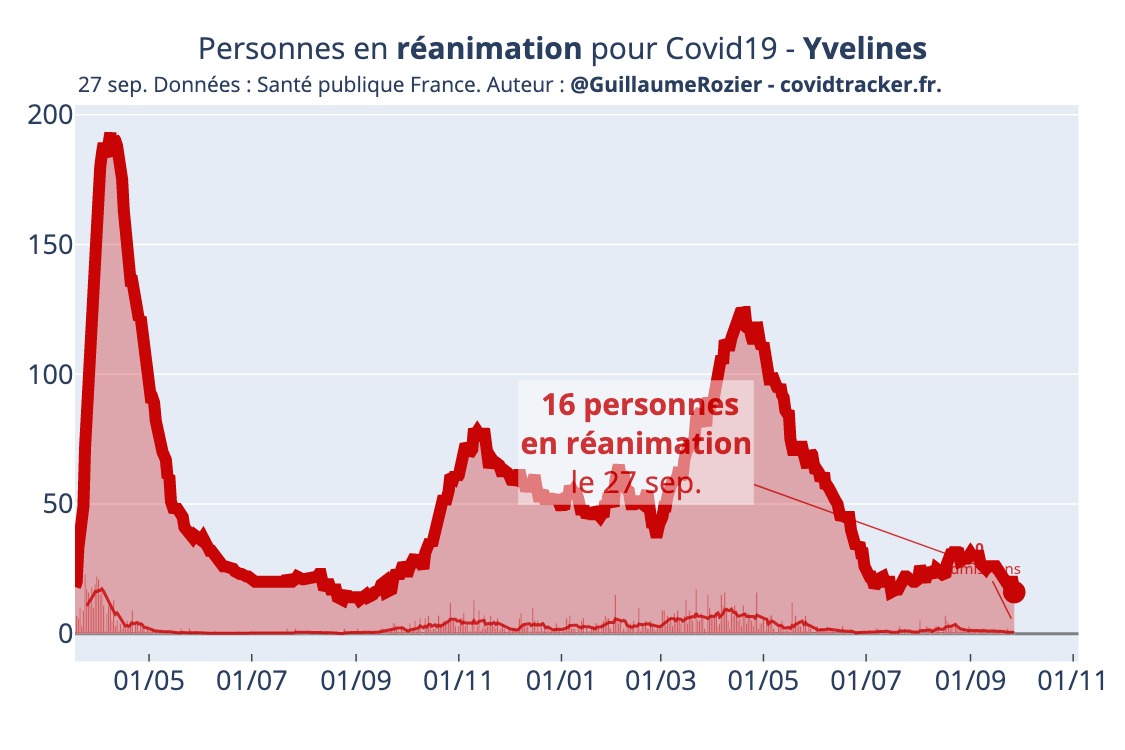 Personnes en réanimation pour Covid19 - Yvelines
27 sep. Données : Santé publique France. Auteur : @GuillaumeRozier - covidtracker.fr.
200
150
100
50
0
16 personnes
en réanimation
le 27 sep.
0
01/05 01/07 01/09 01/11 01/01 01/03 01/05 01/07 01/09 01/11